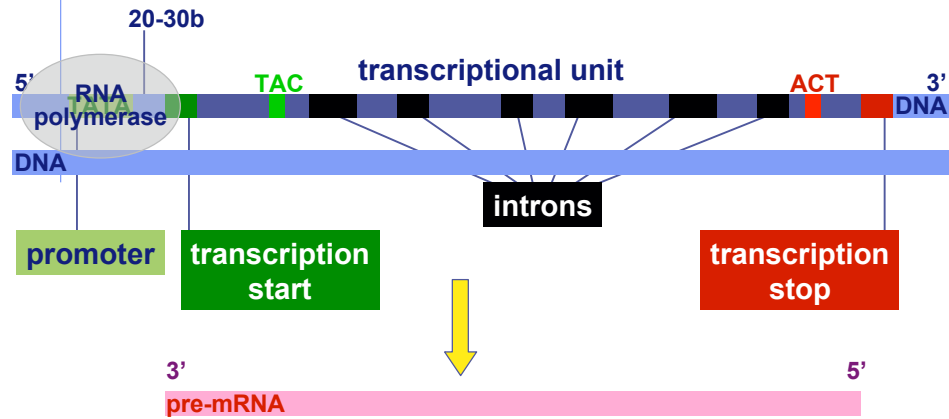 20-30b
5’
RNA
polymerase
TATA
TAC
transcriptional unit
ACT
3’
DNA
DNA
introns
promoter
transcription
start
transcription
stop
3’
5’
pre-mRNA